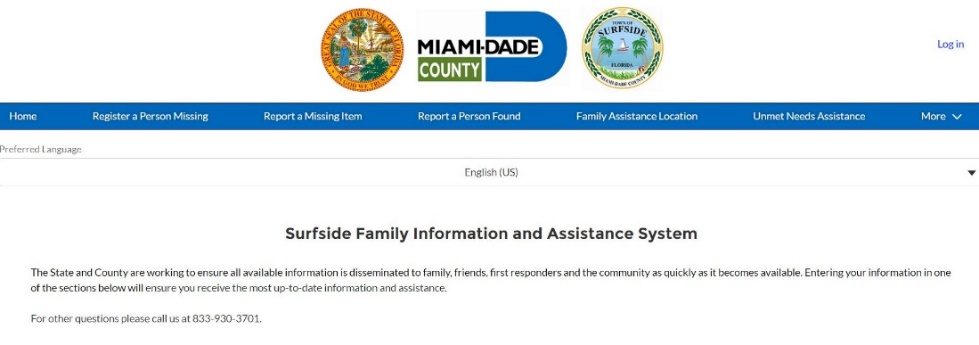 GREAT SEAL OF THE STATE OF FLORIDA
IN GOD WE TRUST
MIAMI-DADE
COUNTY
TOWN OF
SURFSIDE
FLORIDA
MIAMI-DADE COUNTY
Log in
Home Register a Person Missing Report a Missing Item Report a Person Found Family Assistance Location Unmet Needs Assistance More
Preferred Language
English (US)
Surfside Family Information and Assistance System
The State and County are working to ensure all available information is disseminated to family, friends, first responders and the community as quickly as it becomes available. Entering your information in one
of the sections below will ensure you receive the most up-to-date information and assistance.
For other questions please call us at 833-930-3701.